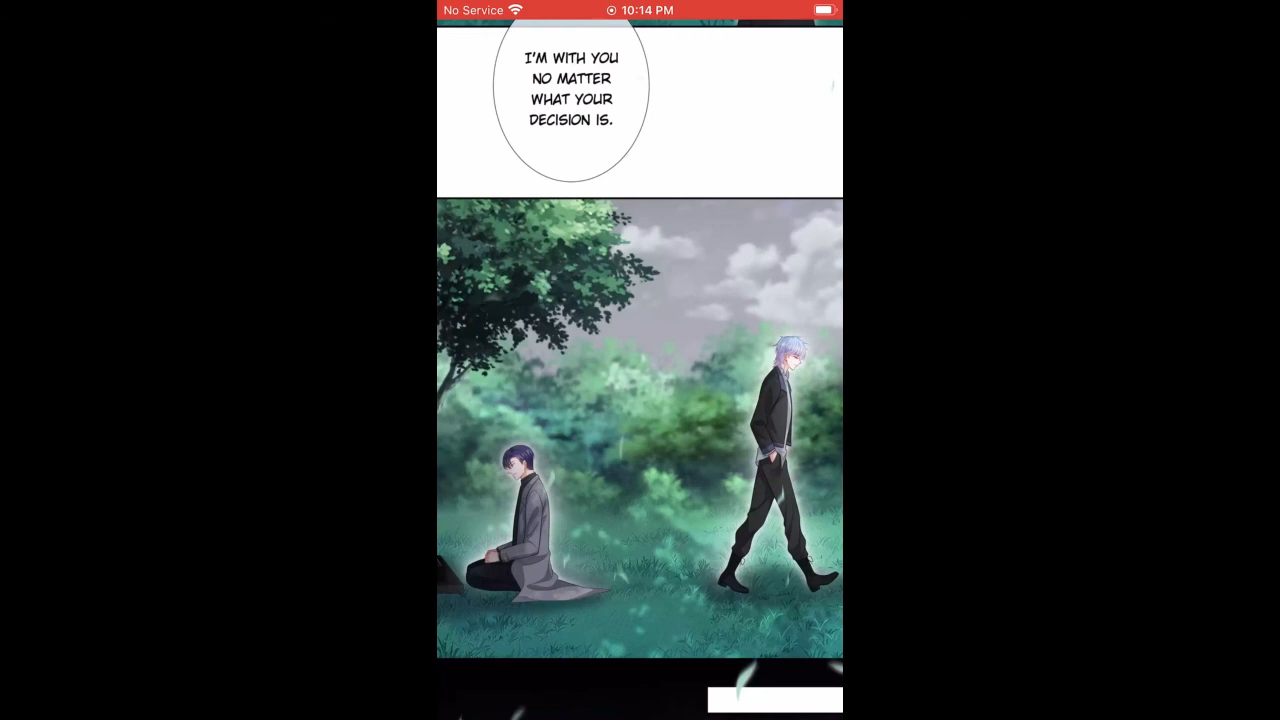 No Service 10:14 PM
I'M WITH YOU
NO MATTER
WHAT YOUR
DECISION IS.